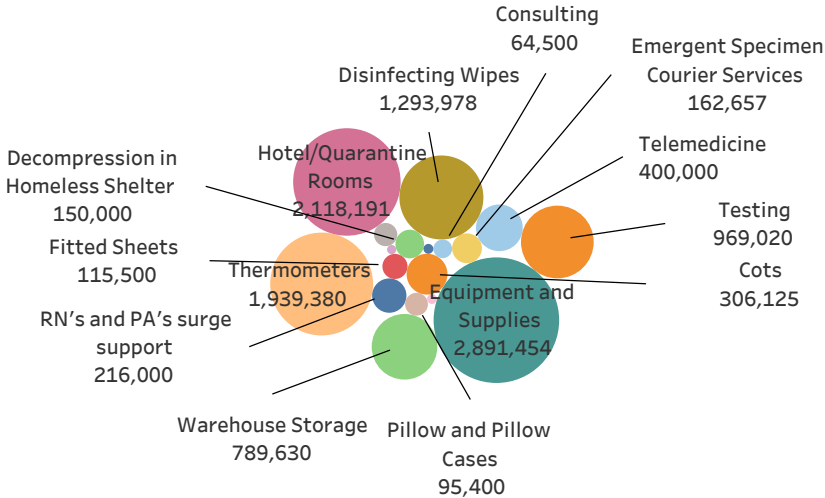 Consulting
64,500
Emergent Specimen
Courier Services
162,657
Disinfecting Wipes
1,293,978
Telemedicine
400,000
Hotel/Quarantine
Rooms
2,118,191
Decompression in
Homeless Shelter
150,000
Testing
969,020
Fitted Sheets
115,500
Thermometers
1,939,380
Cots
306,125
Equipment and
Supplies
2,891,454
RN's and PA's surge
support
216,000
Warehouse Storage
789,630
Pillow and Pillow
Cases
95,400